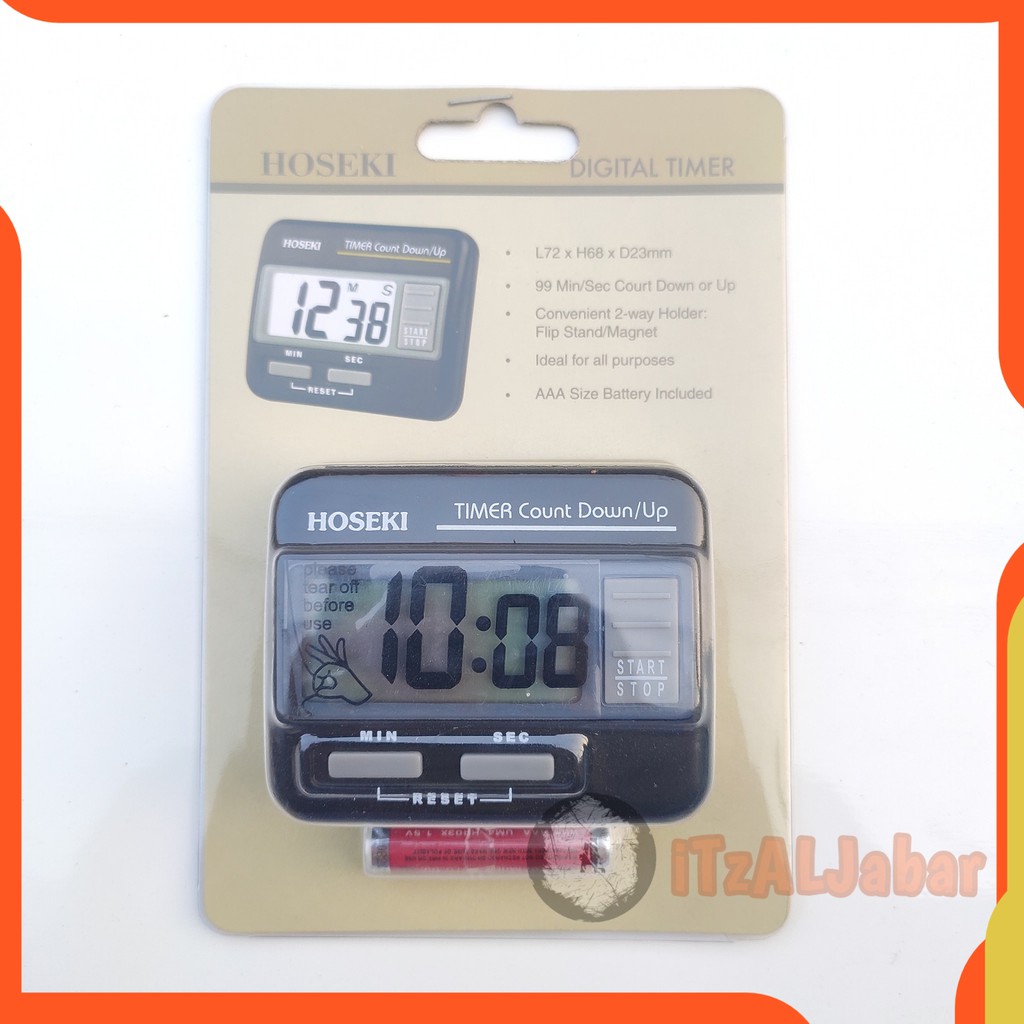 HOSEKI
DIGITAL TIMER
HOSEKI TIMER Count Down/Up
12 M 38 S
START
STOP
MIN SEC
RESET
• L72 x H68 x D23mm
• 99 Min/Sec Court Down or Up
• Convenient 2-way Holder:
Flip Stand/Magnet
• Ideal for all purposes
• AAA Size Battery Included
HOSEKI TIMER Count Down/Up
please
tear off
before
use
10:08
START
STOP
MIN SEC
RESET
iTzALJabar